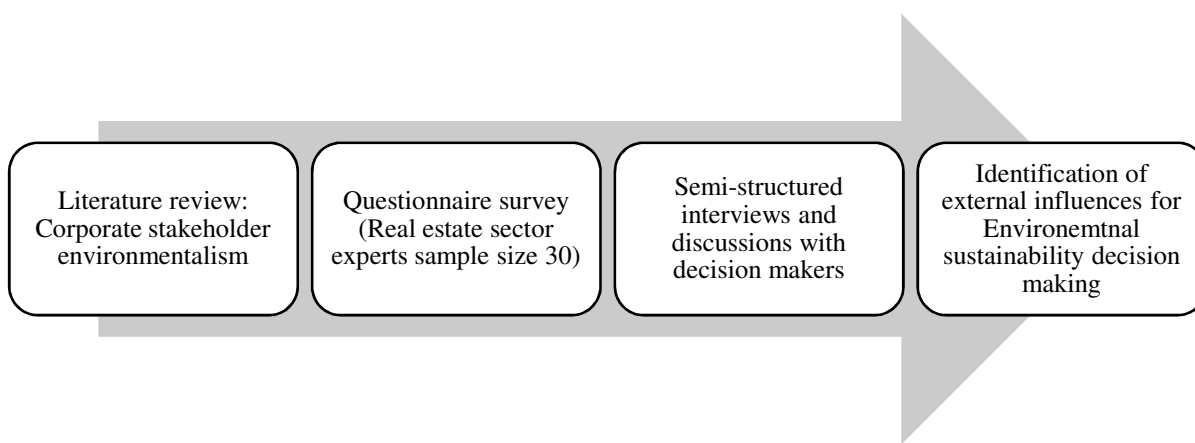 Literature review:
Corporate stakeholder
environmentalism
Questionnaire survey
(Real estate sector
experts sample size 30)
Semi-structured
interviews and
discussions with
decision makers
Identification of
external influences for
Environemtnal
sustainability decision
making